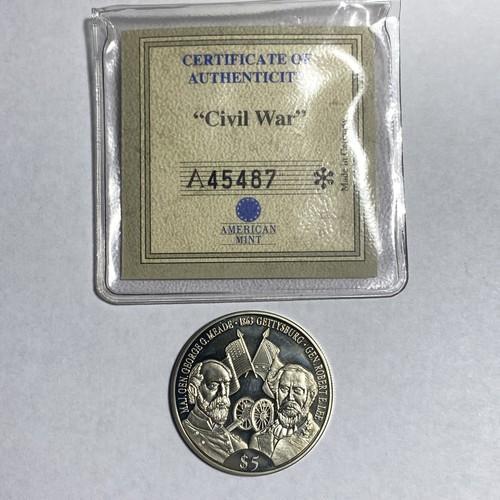 CERTIFICATE OF
AUTHENTICITY
"Civil War"
A45487
Made in Germany
AMERICAN
MINT
MAJ. GEN. GEORGE G. MEADE · 1863 GETTYSBURG · GEN. ROBERT E. LEE
$5